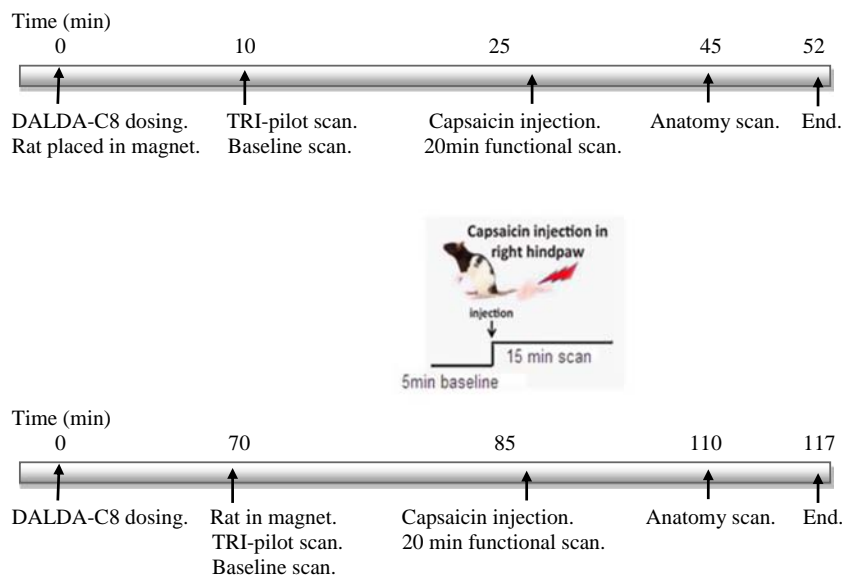 Time (min)
0 10 25 45 52
DALDA-C8 dosing. TRI-pilot scan. Capsaicin injection. Anatomy scan. End.
Rat placed in magnet. Baseline scan. 20min functional scan.
Capsaicin injection in
right hindpaw
injection
15 min scan
5min baseline
Time (min)
0 70 85 110 117
DALDA-C8 dosing. Rat in magnet. Capsaicin injection. Anatomy scan. End.
TRI-pilot scan. 20 min functional scan.
Baseline scan.